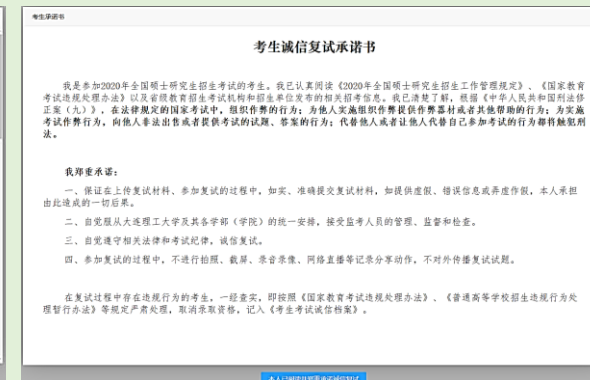 考生承诺书
考生诚信复试承诺书
我是参加2020年全国硕士研究生招生考试的考生。我已认真阅读《2020年全国硕士研究生招生工作管理规定》、《国家教育
考试违规处理办法》以及省级教育招生考试机构和招生单位发布的相关招考信息。我已清楚了解，根据《中华人民共和国刑法修
正案（九）》，在法律规定的国家考试中，组织作弊的行为；为他人实施组织作弊提供作弊器材或者其他帮助的行为；为实施
考试作弊行为，向他人非法出售或者提供考试的试题、答案的行为；代替他人或者让他人代替自己参加考试的行为都将触犯刑
法。
我郑重承诺：
一、保证在上传复试材料、参加复试的过程中，如实、准确提交复试材料，如提供虚假、错误信息或弄虚作假，本人承担
由此造成的一切后果。
二、自觉服从大连理工大学及其各学部（学院）的统一安排，接受监考人员的管理、监督和检查。
三、自觉遵守相关法律和考试纪律，诚信复试。
四、参加复试的过程中，不进行拍照、截屏、录音录像、网络直播等记录分享动作，不对外传播复试试题。
在复试过程中存在违规行为的考生，一经查实，即按照《国家教育考试违规处理办法》、《普通高等学校招生违规行为处
理暂行办法》等规定严肃处理，取消录取资格，记入《考生考试诚信档案》。